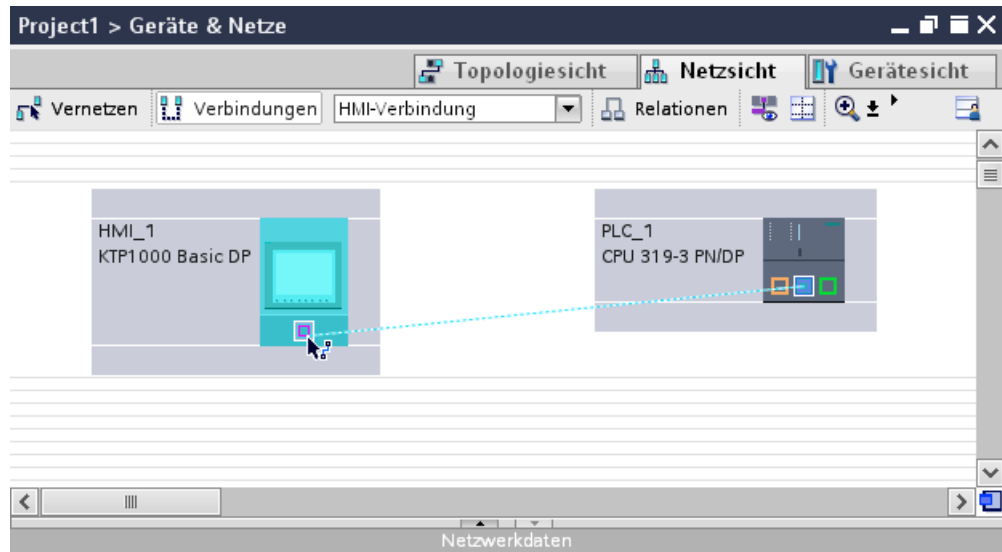 Project1 > Geräte & Netze
Topologiesicht Netzsicht Gerätesicht
Vernetzen Verbindungen HMI-Verbindung Relationen
HMI_1
KTP1000 Basic DP
PLC_1
CPU 319-3 PN/DP
Netzwerkdaten